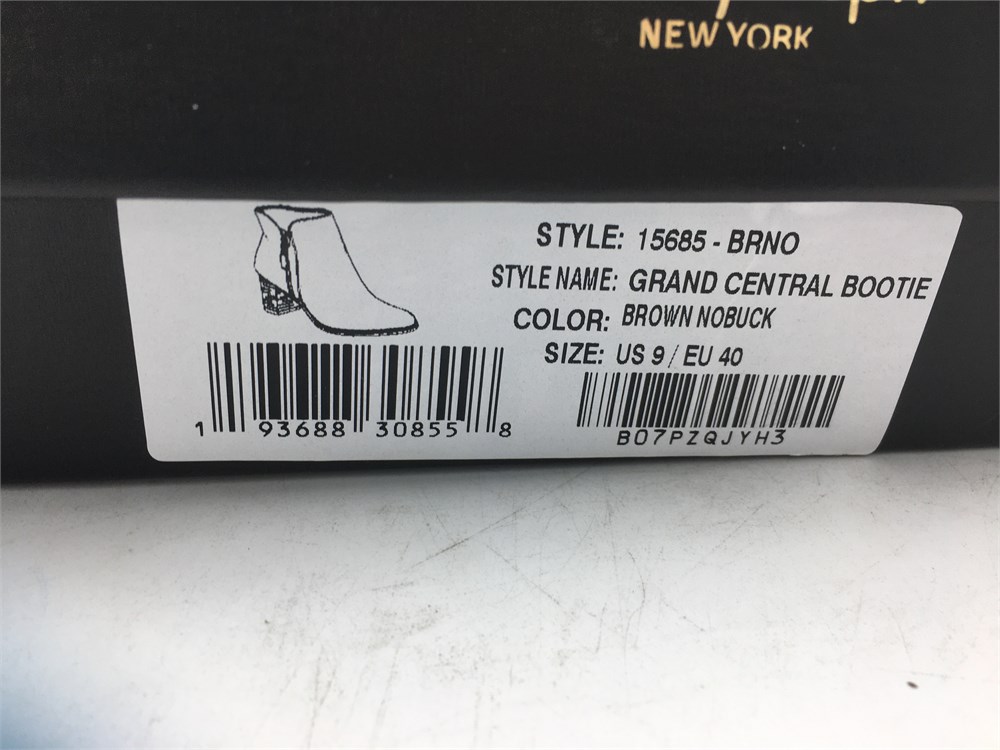 NEW YORK
STYLE: 15685 - BRNO
STYLE NAME: GRAND CENTRAL BOOTIE
COLOR: BROWN NOBUCK
SIZE: US 9 / EU 40
1 93688 30855 8
B07PZQJYH3